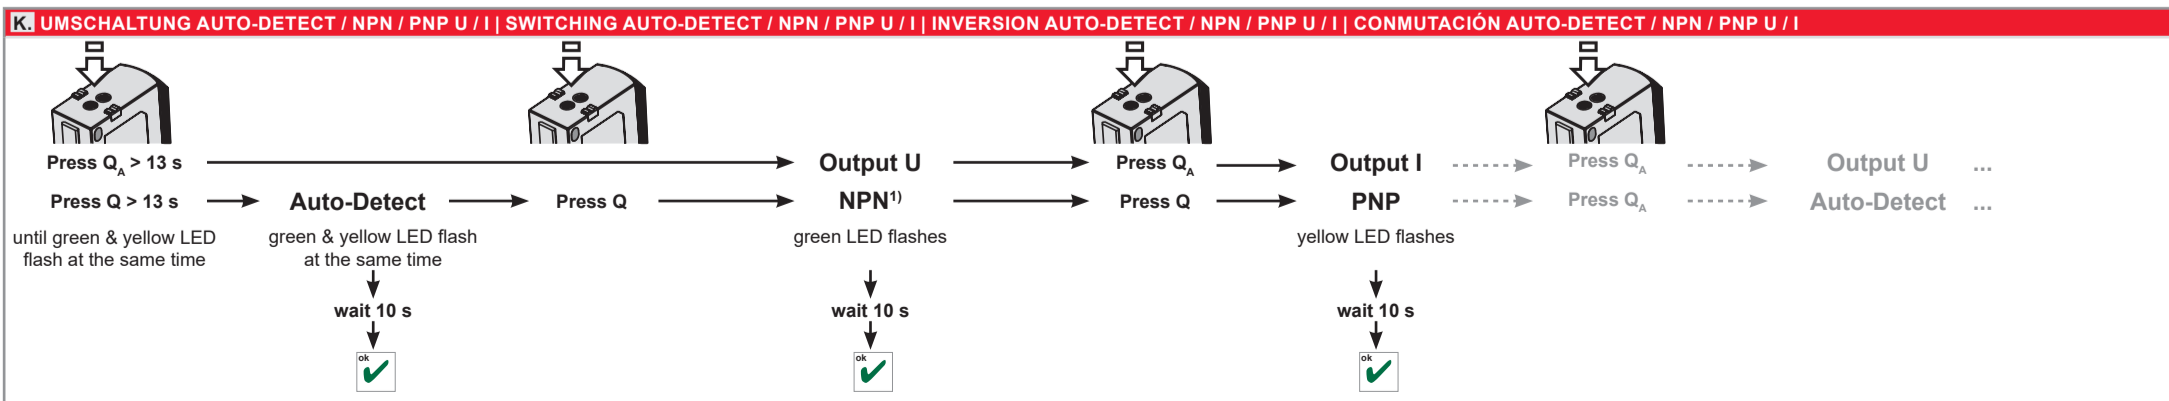 K. UMSCHALTUNG AUTO-DETECT / NPN / PNP U / I | SWITCHING AUTO-DETECT / NPN / PNP U / I | INVERSION AUTO-DETECT / NPN / PNP U / I | CONMUTACIÓN AUTO-DETECT / NPN / PNP U / I
Press QA > 13 s Output U Press QA Output I Press QA Output U ...
Press Q > 13 s Auto-Detect Press Q NPN1) Press Q PNP Press QA Auto-Detect ...
until green & yellow LED green & yellow LED flash green LED flashes yellow LED flashes
flash at the same time at the same time
wait 10 s wait 10 s wait 10 s
ok ok ok